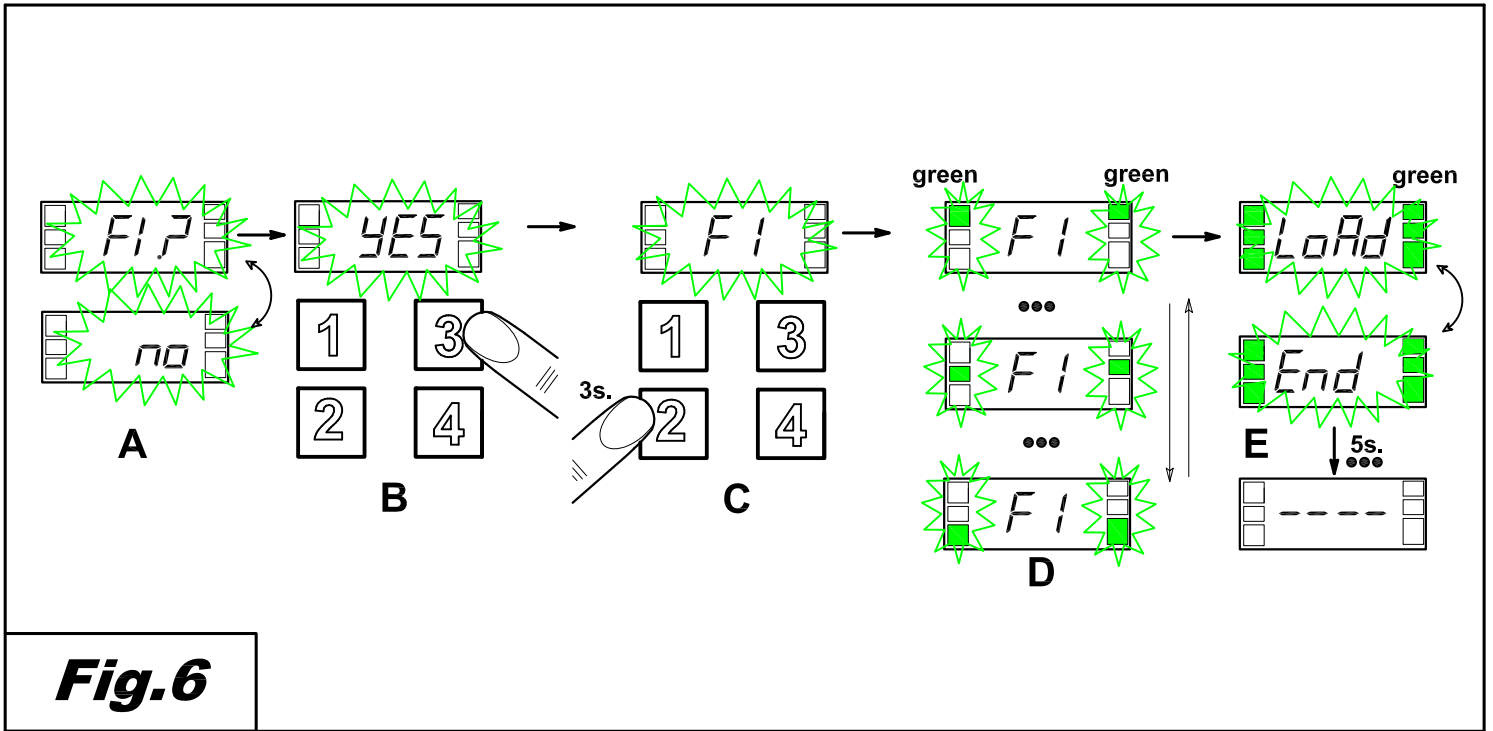 F1.?
no
A
YES
1 3
2 4
B
3s.
F1
1 3
2 4
C
green green
F1
F1
F1
D
green
LoAd
End
E
5s.
----
Fig.6